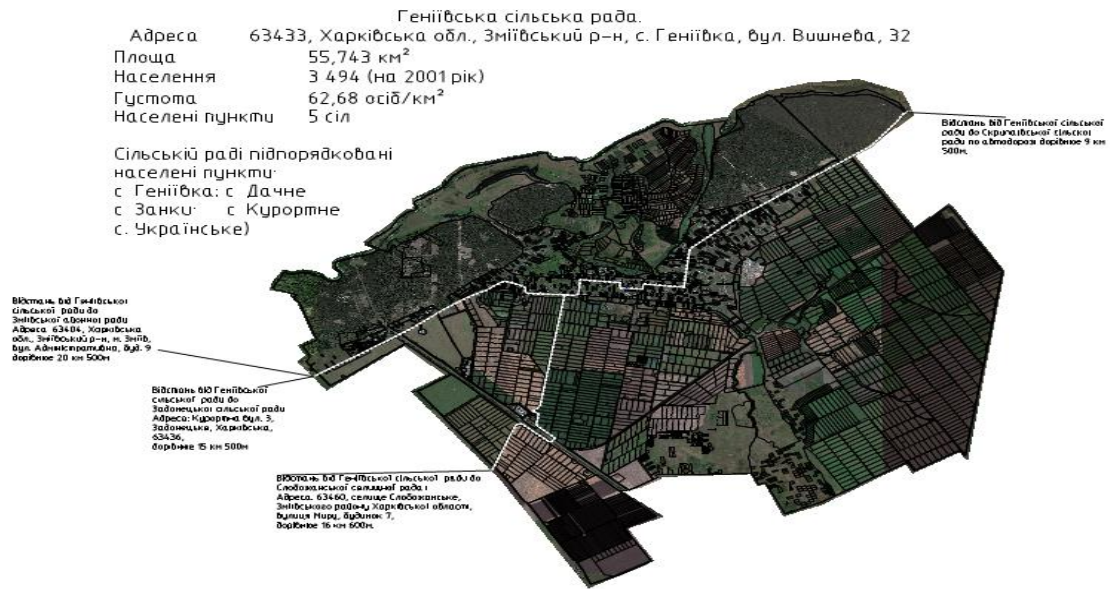 Геніївська сільська рада.
Адреса 63433, Харківська обл., Зміївський р-н, с. Геніївка, вул. Вишнева, 32
Площа 55,743 км²
Населення 3 494 (на 2001 рік)
Густота 62,68 осіб/км²
Населені пункти 5 сіл
Сільській раді підпорядковані
населені пункти:
с Геніївка; с Дачне
с Занки; с Курортне
с. Українське)
Відстань від Геніївської сільської
ради до Скрипаївської сільскої
ради по автодорозі дорівнює 9 км
500м.
Відстань від Геніївської
сільської ради до
Зміївської районної ради
Адреса. 63404, Харківська
обл., Зміївський р-н, м. Зміїв,
вул. Адміністративна, буд. 9
дорівнює 20 км 500м
Відстань від Геніївської
сільської ради до
Задонецької сільської ради
Адреса: Курортна вул. 3,
Задонецьке, Харківська,
63436,
дорівнює 15 км 500м
Відстань від Геніївської сільської ради до
Слобожанської селищної рада і
Адреса. 63460, селище Слобожанське,
Зміївського району Харківської області,
вулиця Миру, будинок 7,
дорівнює 16 км 600м.